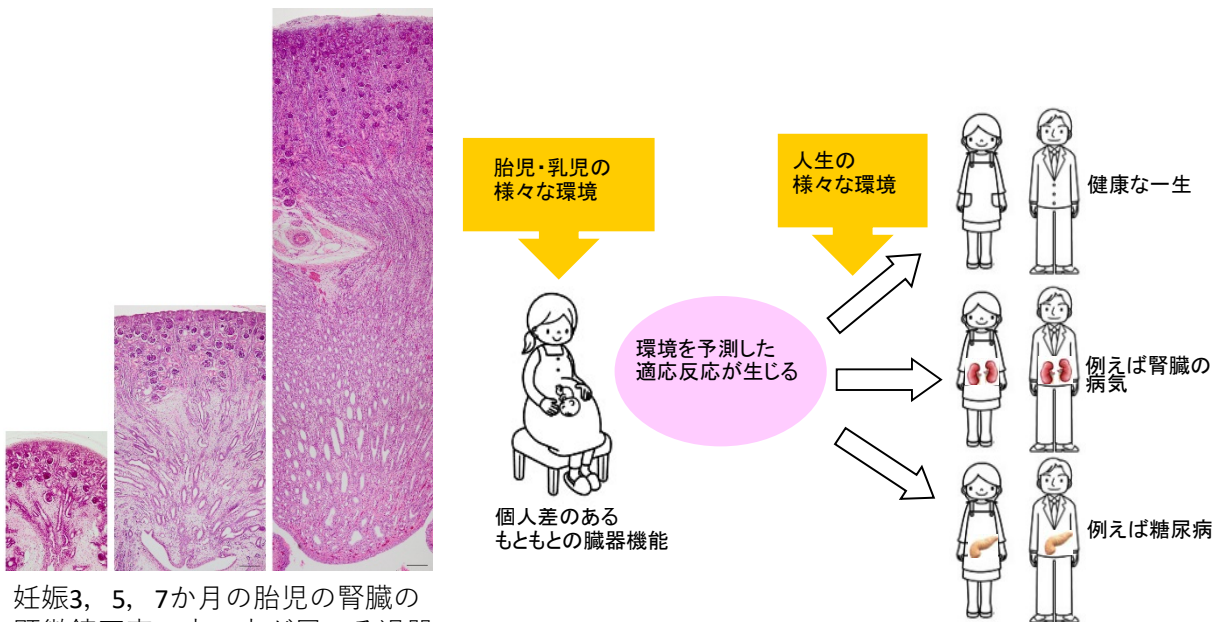 胎児・乳児の
様々な環境
人生の
様々な環境
健康な一生
環境を予測した
適応反応が生じる
例えば腎臓の
病気
個人差のある
もともとの臓器機能
例えば糖尿病
妊娠3，5，7か月の胎児の腎臓の